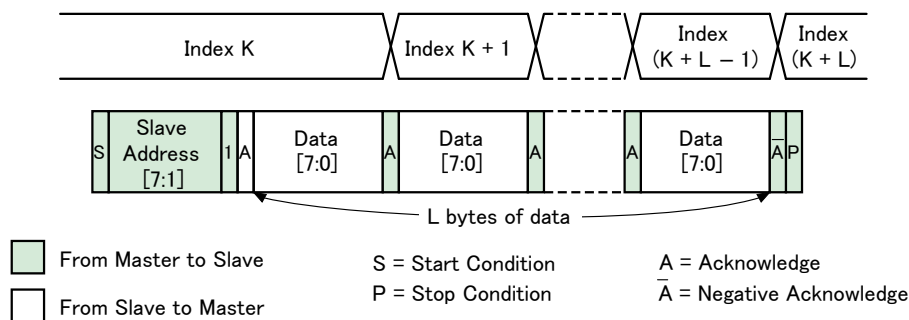 Index K
Index K + 1
Index
(K + L − 1)
Index
(K + L)
S
Slave
Address
[7:1]
1
A
Data
[7:0]
A
Data
[7:0]
A
A
Data
[7:0]
A̅
P
L bytes of data
From Master to Slave
From Slave to Master
S = Start Condition
P = Stop Condition
A = Acknowledge
A̅ = Negative Acknowledge